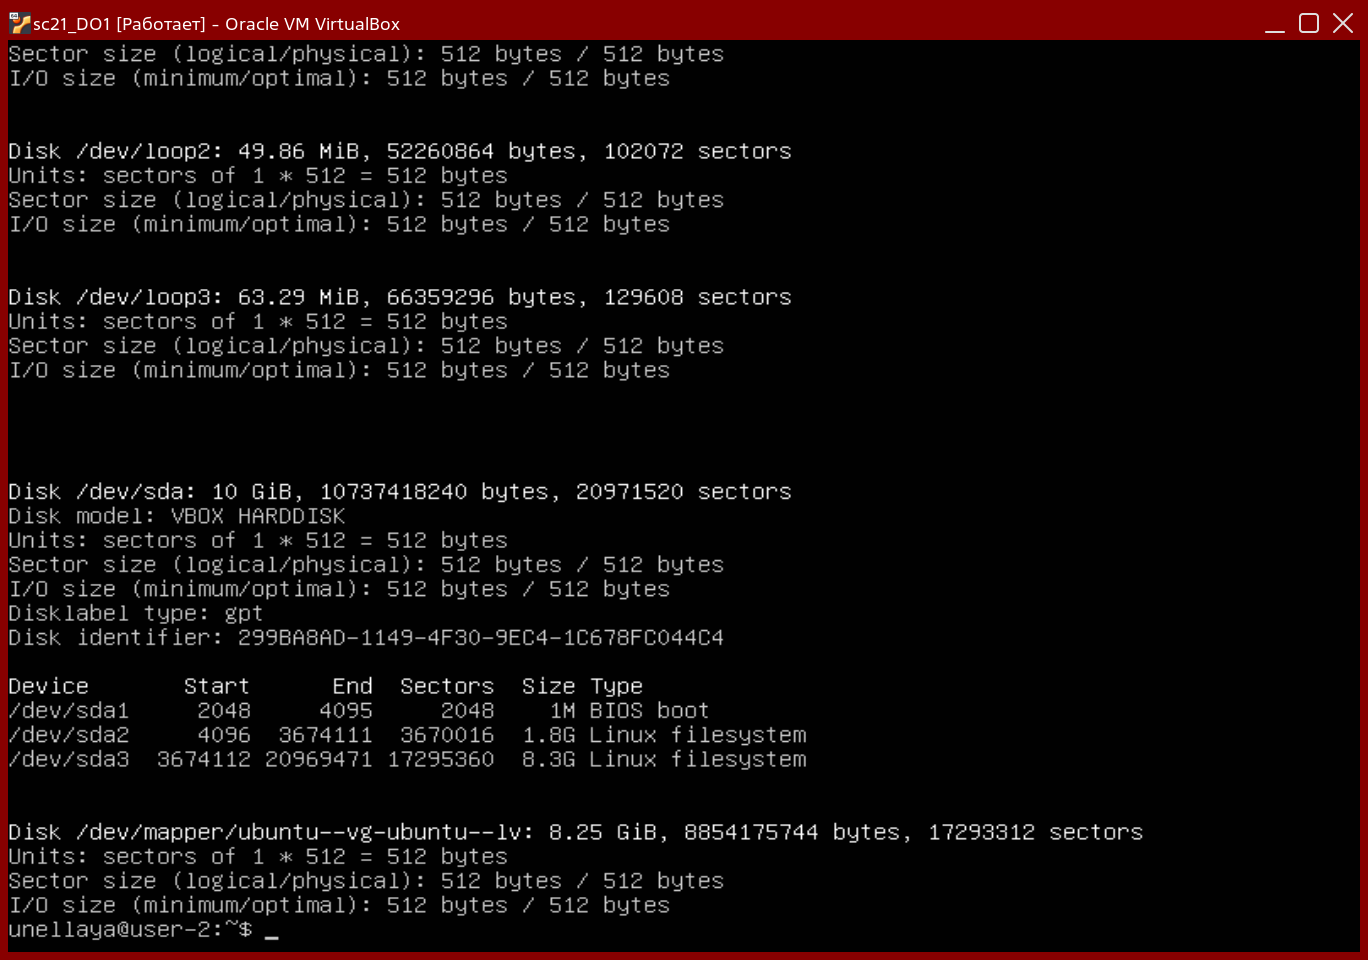 sc21_DO1 [Работает] - Oracle VM VirtualBox
Sector size (logical/physical): 512 bytes / 512 bytes
I/O size (minimum/optimal): 512 bytes / 512 bytes
Disk /dev/loop2: 49.86 MiB, 52260864 bytes, 102072 sectors
Units: sectors of 1 * 512 = 512 bytes
Sector size (logical/physical): 512 bytes / 512 bytes
I/O size (minimum/optimal): 512 bytes / 512 bytes
Disk /dev/loop3: 63.29 MiB, 66359296 bytes, 129608 sectors
Units: sectors of 1 * 512 = 512 bytes
Sector size (logical/physical): 512 bytes / 512 bytes
I/O size (minimum/optimal): 512 bytes / 512 bytes
Disk /dev/sda: 10 GiB, 10737418240 bytes, 20971520 sectors
Disk model: VBOX HARDDISK
Units: sectors of 1 * 512 = 512 bytes
Sector size (logical/physical): 512 bytes / 512 bytes
I/O size (minimum/optimal): 512 bytes / 512 bytes
Disklabel type: gpt
Disk identifier: 299BA8AD-1149-4F30-9EC4-1C678FC044C4
Device       Start      End  Sectors  Size Type
/dev/sda1     2048     4095     2048    1M BIOS boot
/dev/sda2     4096  3674111  3670016  1.8G Linux filesystem
/dev/sda3  3674112 20969471 17295360  8.3G Linux filesystem
Disk /dev/mapper/ubuntu--vg-ubuntu--lv: 8.25 GiB, 8854175744 bytes, 17293312 sectors
Units: sectors of 1 * 512 = 512 bytes
Sector size (logical/physical): 512 bytes / 512 bytes
I/O size (minimum/optimal): 512 bytes / 512 bytes
unellaya@user-2:~$ _